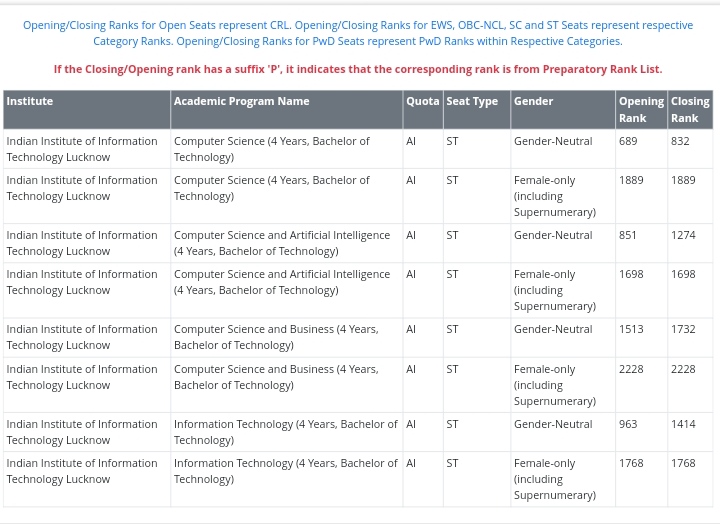 Opening/Closing Ranks for Open Seats represent CRL. Opening/Closing Ranks for EWS, OBC-NCL, SC and ST Seats represent respective
Category Ranks. Opening/Closing Ranks for PwD Seats represent PwD Ranks within Respective Categories.
If the Closing/Opening rank has a suffix 'P', it indicates that the corresponding rank is from Preparatory Rank List.
Institute Academic Program Name Quota Seat Type Gender Opening Closing
Rank Rank
Indian Institute of Information Computer Science (4 Years, Bachelor of AI ST Gender-Neutral 689 832
Technology Lucknow Technology)
Indian Institute of Information Computer Science (4 Years, Bachelor of AI ST Female-only 1889 1889
Technology Lucknow Technology) (including
Supernumerary)
Indian Institute of Information Computer Science and Artificial Intelligence AI ST Gender-Neutral 851 1274
Technology Lucknow (4 Years, Bachelor of Technology)
Indian Institute of Information Computer Science and Artificial Intelligence AI ST Female-only 1698 1698
Technology Lucknow (4 Years, Bachelor of Technology) (including
Supernumerary)
Indian Institute of Information Computer Science and Business (4 Years, AI ST Gender-Neutral 1513 1732
Technology Lucknow Bachelor of Technology)
Indian Institute of Information Computer Science and Business (4 Years, AI ST Female-only 2228 2228
Technology Lucknow Bachelor of Technology) (including
Supernumerary)
Indian Institute of Information Information Technology (4 Years, Bachelor of AI ST Gender-Neutral 963 1414
Technology Lucknow Technology)
Indian Institute of Information Information Technology (4 Years, Bachelor of AI ST Female-only 1768 1768
Technology Lucknow Technology) (including
Supernumerary)